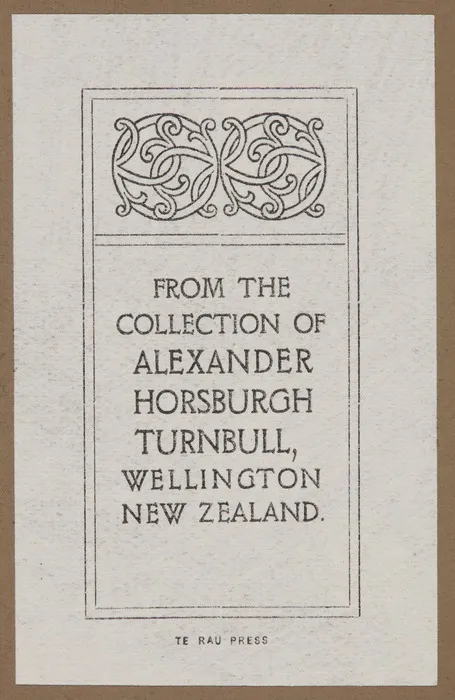 FROM THE
COLLECTION OF
ALEXANDER
HORSBURGH
TURNBULL,
WELLINGTON
NEW ZEALAND.
TE RAU PRESS